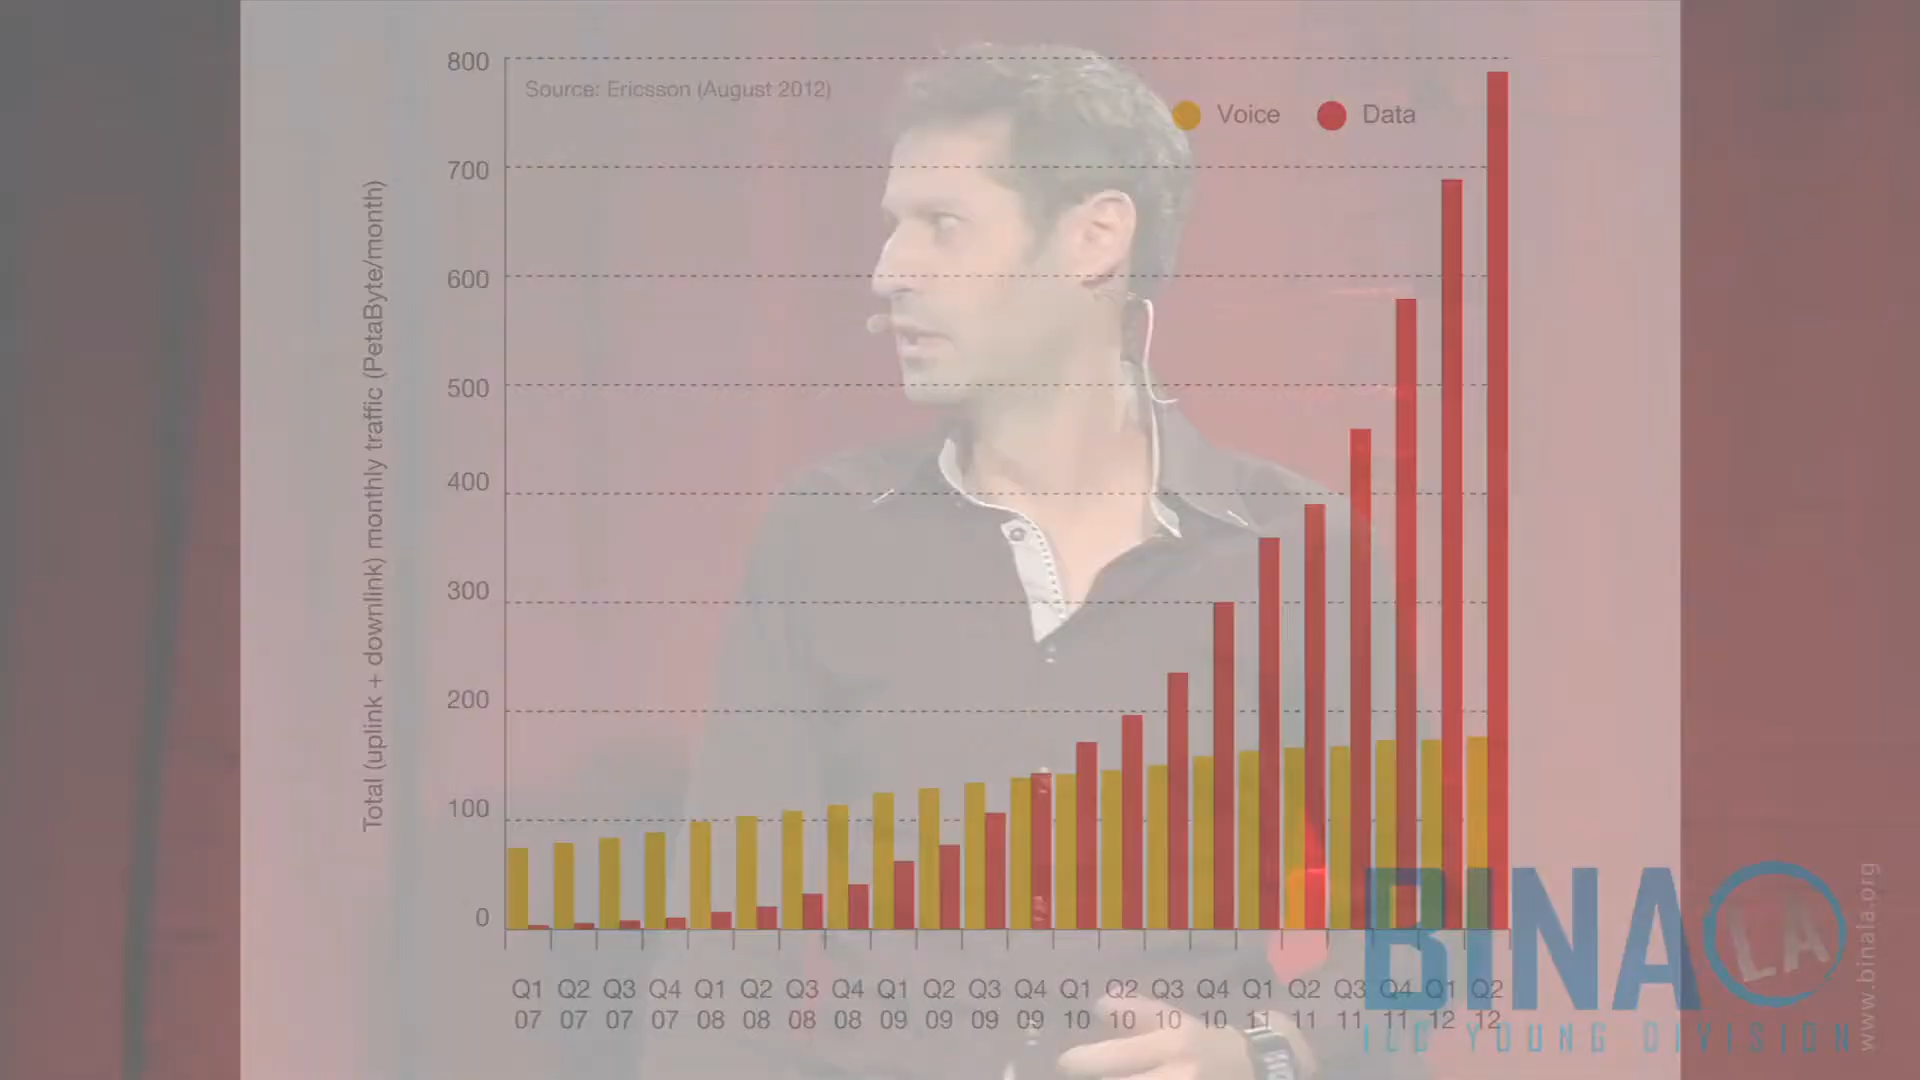 800
Source: Ericsson (August 2012)
Voice
Data
700
600
500
400
300
200
100
0
Total (uplink + downlink) monthly traffic (PetaByte/month)
Q1 Q2 Q3 Q4 Q1 Q2 Q3 Q4 Q1 Q2 Q3 Q4 Q1 Q2 Q3 Q4 Q1 Q2 Q3 Q4 Q1 Q2
07 07 07 07 08 08 08 08 09 09 09 09 10 10 10 10 11 11 11 11 12 12
BINA LA
ILC YOUNG DIVISION
www.binala.org